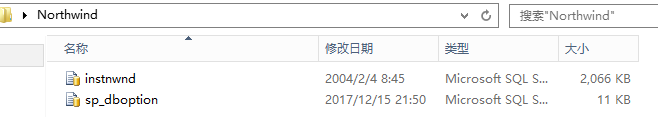 Northwind
搜索"Northwind"
名称 修改日期 类型 大小
instnwnd 2004/2/4 8:45 Microsoft SQL S... 2,066 KB
sp_dboption 2017/12/15 21:50 Microsoft SQL S... 11 KB